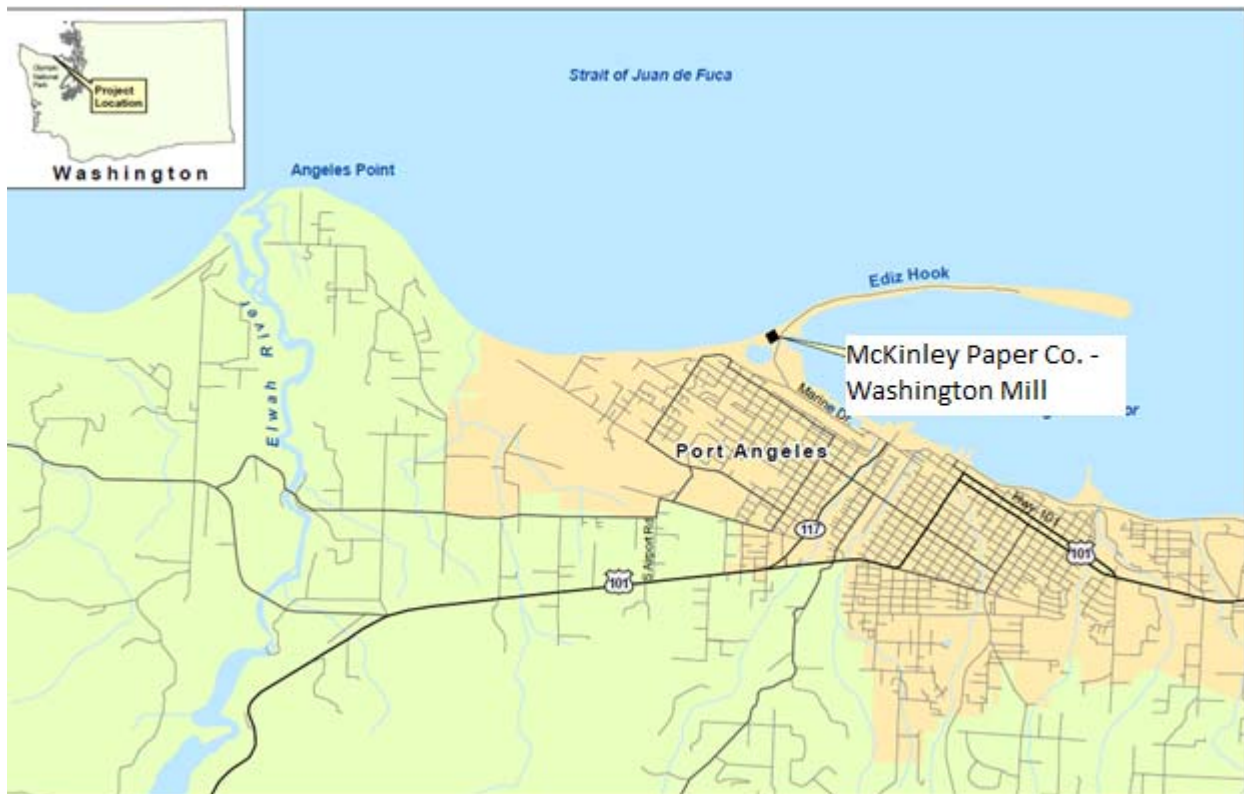 Olympic
National
Park
Project
Location
Washington
Strait of Juan de Fuca
Angeles Point
Ediz Hook
McKinley Paper Co. -
Washington Mill
Elwah River
Marine Dr.
Port Angeles
Hwy 101
117
101
S Airport Rd
101